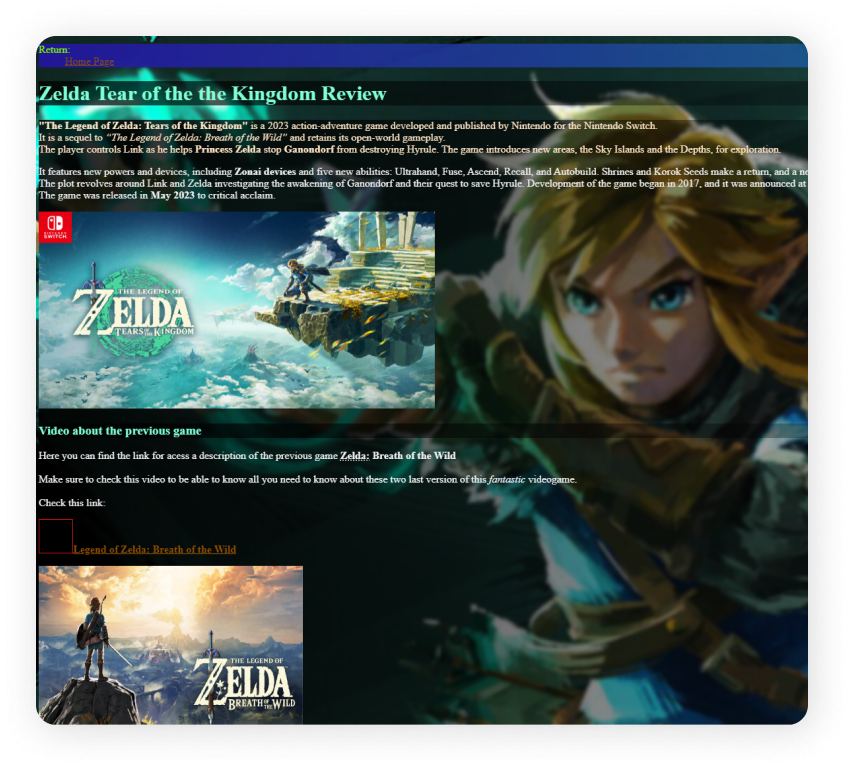 Return:
Home Page
Zelda Tear of the the Kingdom Review
"The Legend of Zelda: Tears of the Kingdom" is a 2023 action-adventure game developed and published by Nintendo for the Nintendo Switch.
It is a sequel to "The Legend of Zelda: Breath of the Wild" and retains its open-world gameplay.
The player controls Link as he helps Princess Zelda stop Ganondorf from destroying Hyrule. The game introduces new areas, the Sky Islands and the Depths, for exploration.
It features new powers and devices, including Zonai devices and five new abilities: Ultrahand, Fuse, Ascend, Recall, and Autobuild. Shrines and Korok Seeds make a return, and a
The plot revolves around Link and Zelda investigating the awakening of Ganondorf and their quest to save Hyrule. Development of the game began in 2017, and it was announced at
The game was released in May 2023 to critical acclaim.
NINTENDO
SWITCH
THE LEGEND OF
ZELDA
TEARS OF THE KINGDOM
Video about the previous game
Here you can find the link for acess a description of the previous game Zelda: Breath of the Wild
Make sure to check this video to be able to know all you need to know about these two last version of this fantastic videogame.
Check this link:
Legend of Zelda: Breath of the Wild
THE LEGEND OF
ZELDA
BREATH OF THE WILD